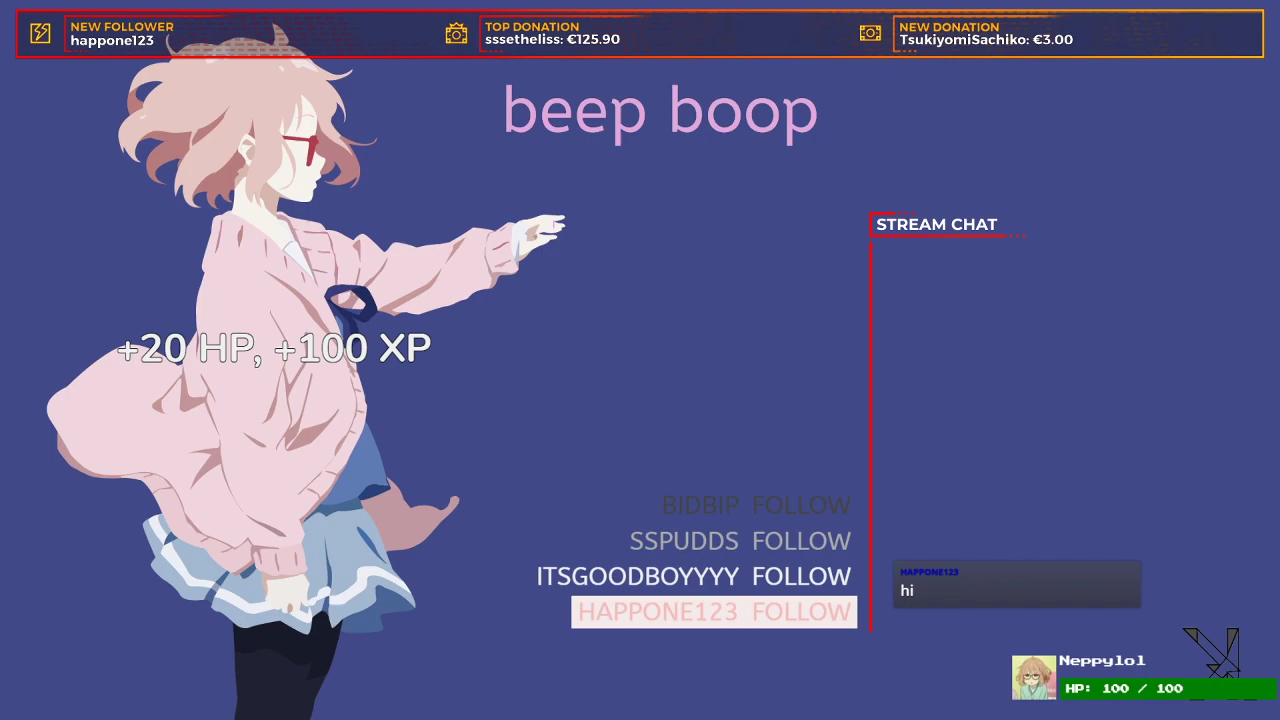 NEW FOLLOWER
happone123
TOP DONATION
sssetheliss: €125.90
NEW DONATION
TsukiyomiSachiko: €3.00
beep boop
STREAM CHAT
+20 HP, +100 XP
BIDBIP FOLLOW
SSPUDDS FOLLOW
ITSGOODBOYYYY FOLLOW
HAPPONE123 FOLLOW
HAPPONE123
hi
Neppylol
HP: 100 / 100